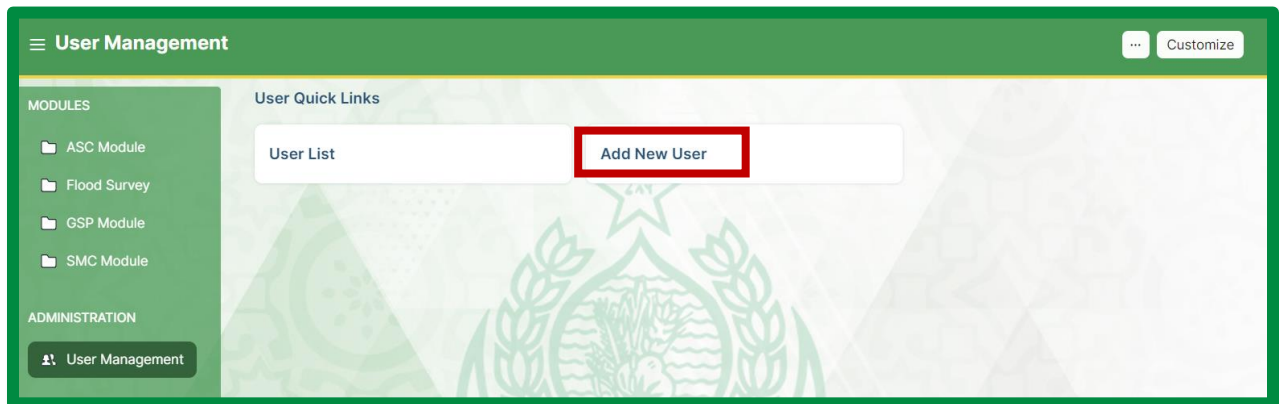 User Management
... Customize
MODULES
ASC Module
Flood Survey
GSP Module
SMC Module
ADMINISTRATION
User Management
User Quick Links
User List
Add New User